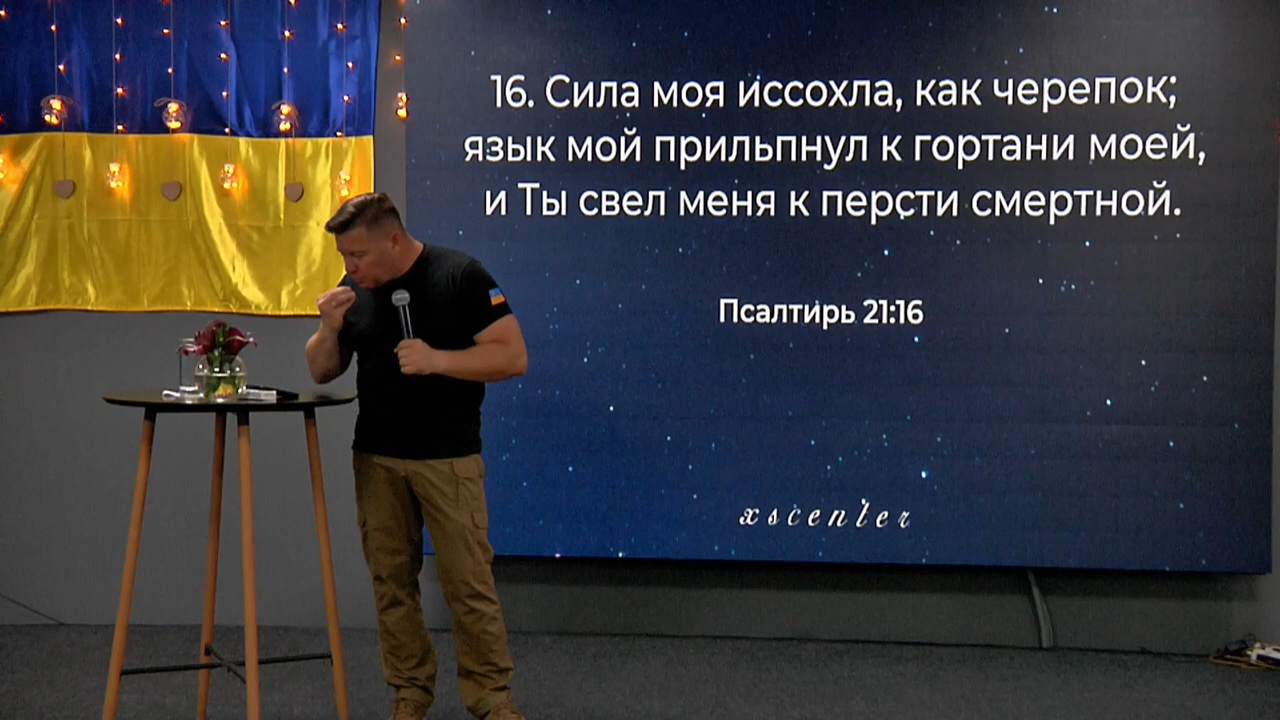 16. Сила моя иссохла, как черепок;
язык мой прильпнул к гортани моей,
и Ты свел меня к персти смертной.
Псалтирь 21:16
xscenter